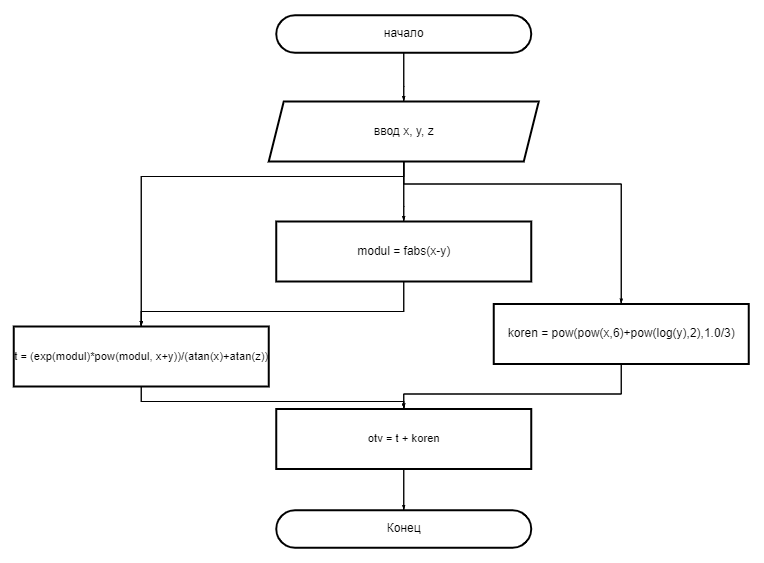 начало
ввод x, y, z
modul = fabs(x-y)
t = (exp(modul)*pow(modul, x+y))/(atan(x)+atan(z))
koren = pow(pow(x,6)+pow(log(y),2),1.0/3)
otv = t + koren
Конец